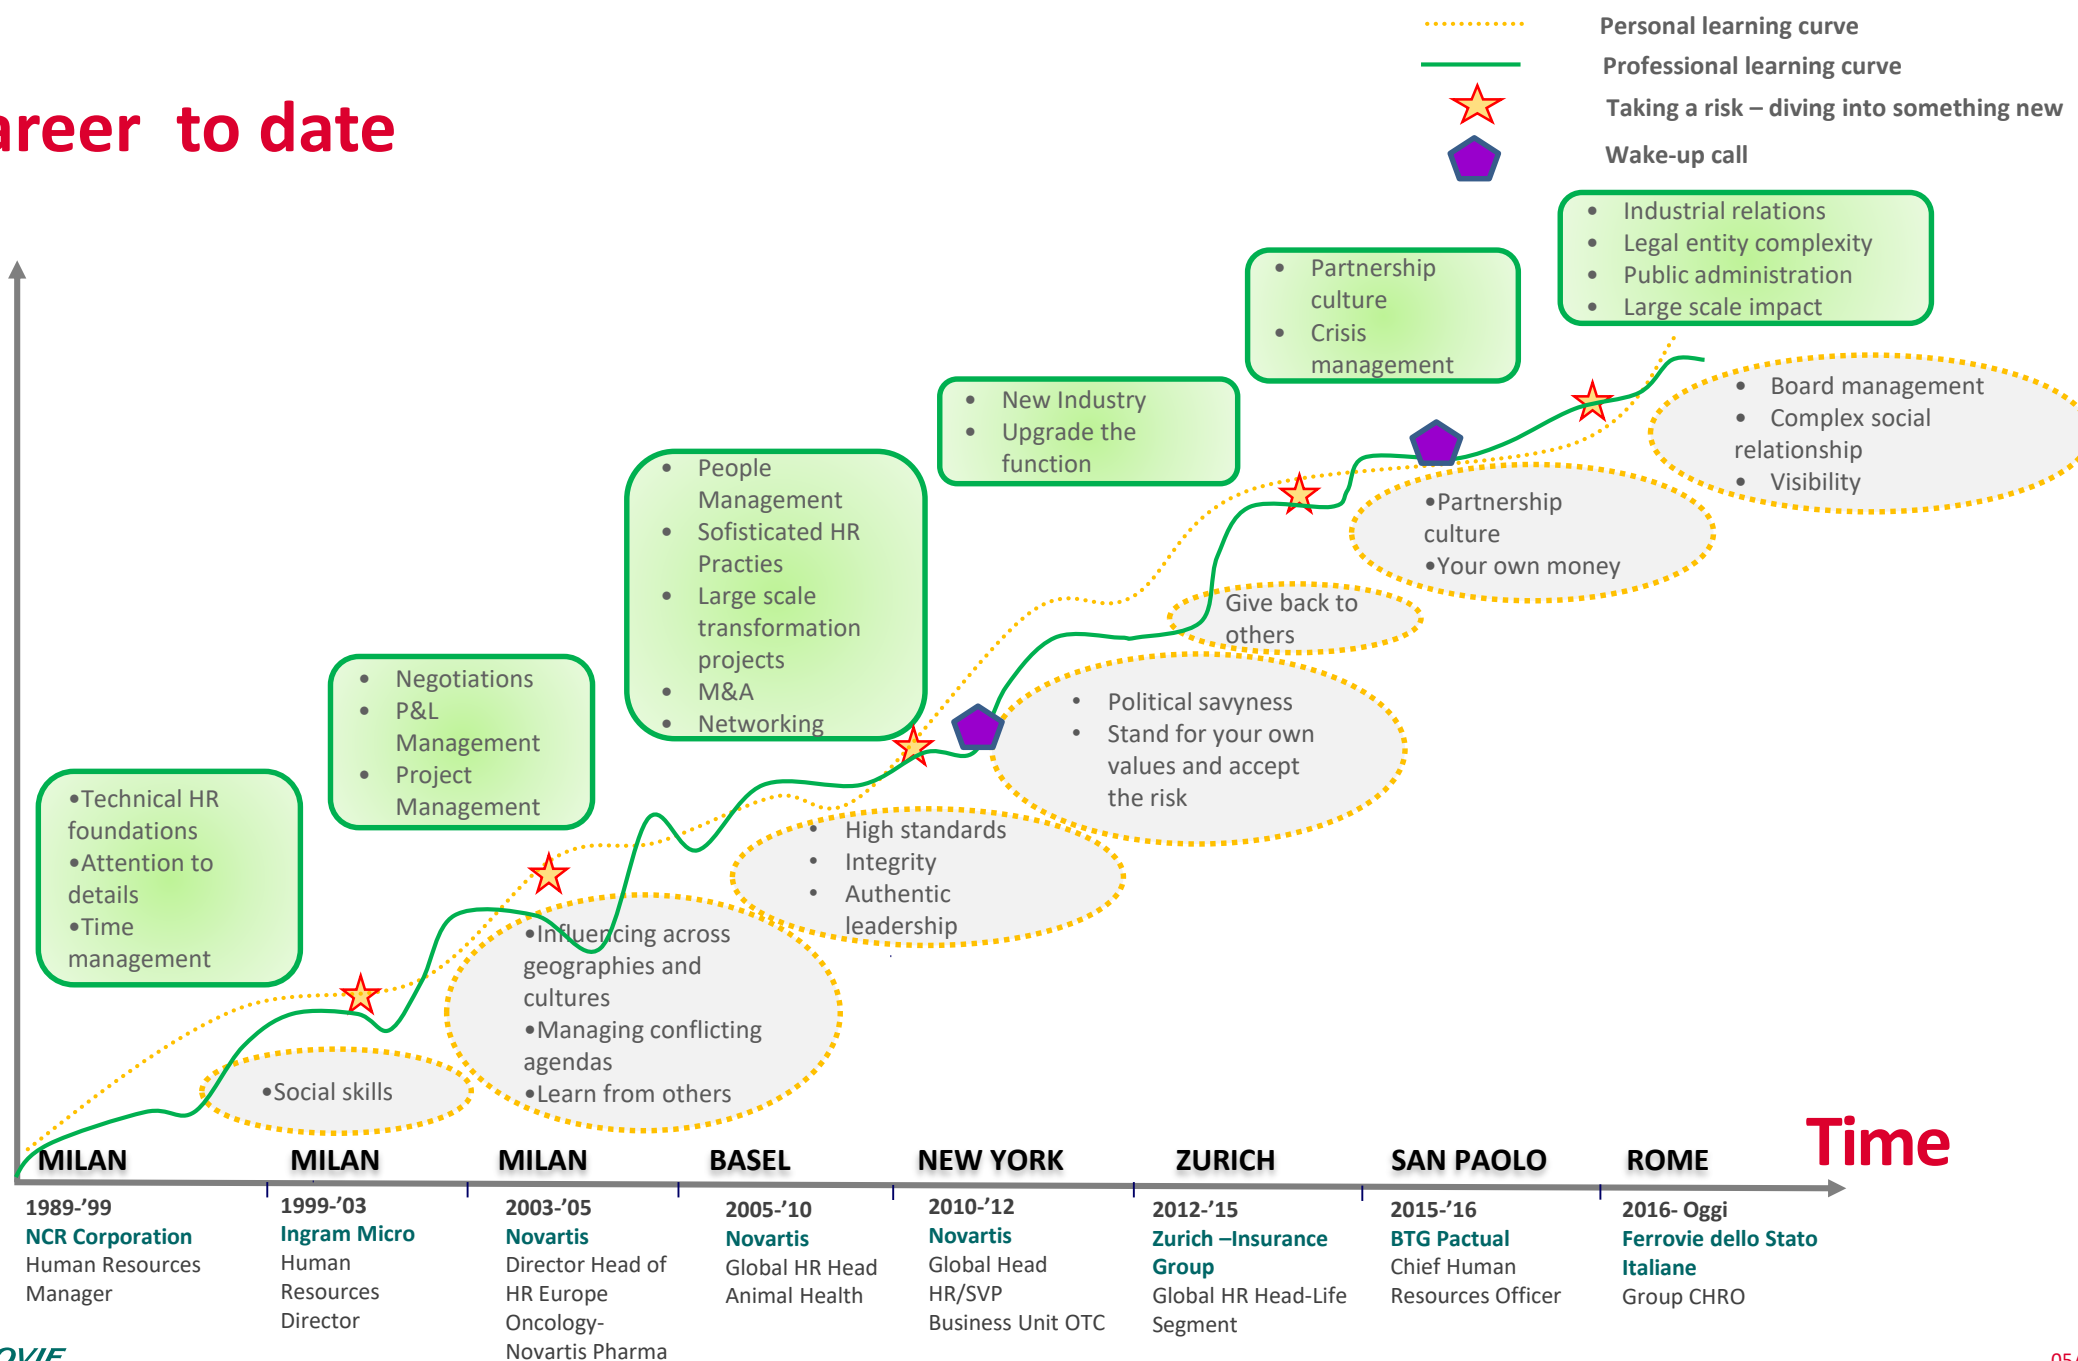 Personal learning curve
Professional learning curve
Taking a risk – diving into something new
Wake-up call
areer  to date
• Industrial relations
• Legal entity complexity
• Public administration
• Large scale impact
• Partnership
culture
• Crisis
management
• New Industry
• Upgrade the
function
• People
Management
• Sofisticated HR
Practies
• Large scale
transformation
projects
• M&A
• Networking
• Negotiations
• P&L
Management
• Project
Management
•Technical HR
foundations
•Attention to
details
•Time
management
• Board management
• Complex social
relationship
• Visibility
•Partnership
culture
•Your own money
Give back to
others
• Political savyness
• Stand for your own
values and accept
the risk
• High standards
• Integrity
• Authentic
leadership
•Influencing across
geographies and
cultures
•Managing conflicting
agendas
•Learn from others
•Social skills
Time
MILAN
1989-’99
NCR Corporation
Human Resources
Manager
MILAN
1999-’03
Ingram Micro
Human
Resources
Director
MILAN
2003-’05
Novartis
Director Head of
HR Europe
Oncology-
Novartis Pharma
BASEL
2005-’10
Novartis
Global HR Head
Animal Health
NEW YORK
2010-’12
Novartis
Global Head
HR/SVP
Business Unit OTC
ZURICH
2012-’15
Zurich –Insurance
Group
Global HR Head-Life
Segment
SAN PAOLO
2015-’16
BTG Pactual
Chief Human
Resources Officer
ROME
2016- Oggi
Ferrovie dello Stato
Italiane
Group CHRO